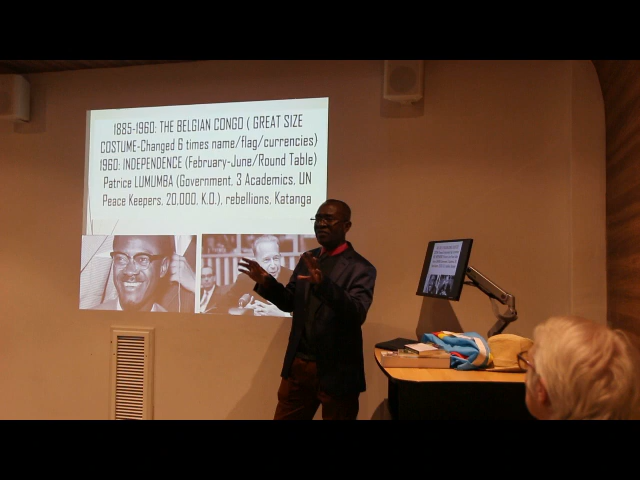 1885-1960: THE BELGIAN CONGO ( GREAT SIZE
COSTUME-Changed 6 times name/flag/currencies)
1960: INDEPENDENCE (February-June/Round Table)
Patrice LUMUMBA (Government, 3 Academics, UN
Peace Keepers, 20,000, K.O.), rebellions, Katanga